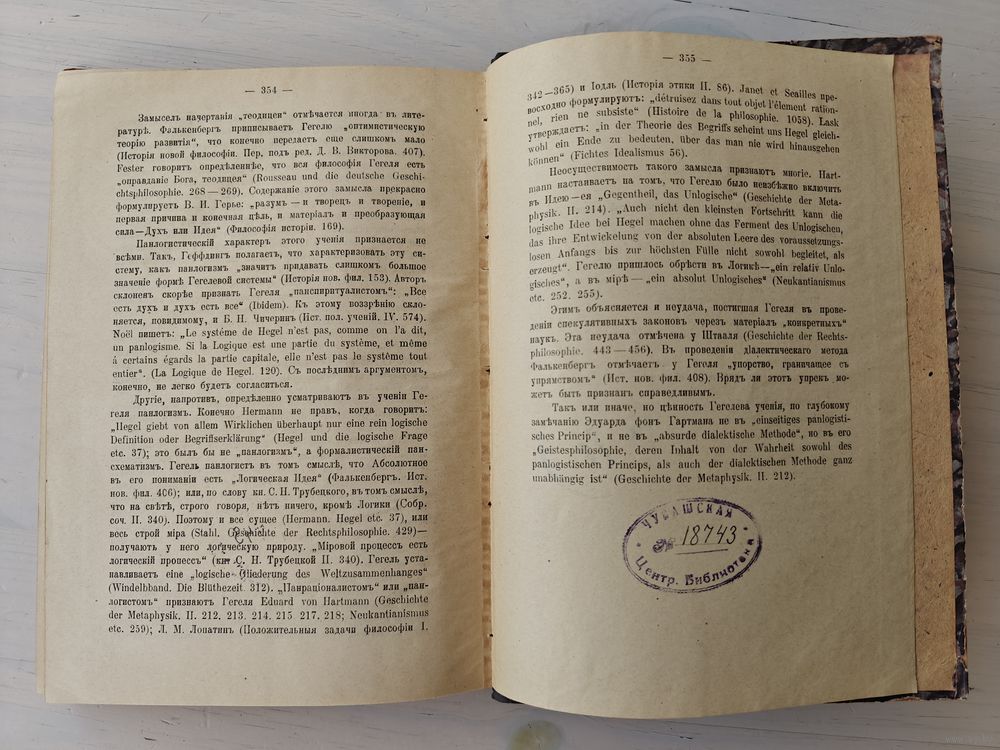 — 354 —
Замыселъ начертанія „теодицеи“ отмѣчается иногда въ лите-
ратурѣ. Фалькенбергъ приписываетъ Гегелю „оптимистическую
теорію развитія“, что конечно передаетъ еще слишкомъ мало
(Исторія новой философіи. Пер. подъ ред. Д. В. Викторова. 407).
Fester говоритъ опредѣленнѣе, что вся философія Гегеля есть
„оправданіе Бога, теодицея“ (Rousseau und die deutsche Geschi-
chtsphilosophie. 268 — 269). Содержаніе этого замысла прекрасно
формулируетъ В. И. Герье: „разумъ — и творецъ и твореніе, и
первая причина и конечная цѣль, и матеріалъ и преобразующая
сила—Духъ или Идея“ (Философія исторіи. 169).
Панлогистическій характеръ этого ученія признается не
всѣми. Такъ, Геффдингъ полагаетъ, что характеризовать эту си-
стему, какъ панлогизмъ „значитъ придавать слишкомъ большое
значеніе формѣ Гегелевой системы“ (Исторія нов. фил. 153). Авторъ
склоненъ скорѣе признать Гегеля „панспиритуалистомъ“: „Все
есть духъ и духъ есть все“ (Ibidem). Къ этому воззрѣнію скло-
няется, повидимому, и Б. Н. Чичеринъ (Ист. пол. ученій. IV. 574).
Noël пишетъ: „Le système de Hegel n'est pas, comme on l'a dit,
un panlogisme. Si la Logique est une partie du système, et même
à certains égards la partie capitale, elle n'est pas le système tout
entier“. (La Logique de Hegel. 120). Съ послѣднимъ аргументомъ,
конечно, не легко будетъ согласиться.
Другіе, напротивъ, опредѣленно усматриваютъ въ ученіи Ге-
геля панлогизмъ. Конечно Hermann не правъ, когда говоритъ:
„Hegel giebt von allem Wirklichen überhaupt nur eine rein logische
Definition oder Begriffserklärung“ (Hegel und die logische Frage
etc. 37); это былъ бы не „панлогизмъ“, а формалистическій пан-
схематизмъ. Гегель панлогистъ въ томъ смыслѣ, что Абсолютное
въ его пониманіи есть „Логическая Идея“ (Фалькенбергъ. Ист.
нов. фил. 406); или, по слову кн. С. Н. Трубецкого, въ томъ смыслѣ,
что на свѣтѣ, строго говоря, нѣтъ ничего, кромѣ Логики (Собр.
соч. II. 340). Поэтому и все сущее (Hermann. Hegel etc. 37), или
весь строй міра (Stahl. Geschichte der Rechtsphilosophie. 429)—
получаютъ у него логическую природу. „Міровой процессъ есть
логическій процессъ“ (кн. С. Н. Трубецкой II. 340). Гегель уста-
навливаетъ eine „logische Gliederung des Weltzusammenhanges“
(Windelbband. Die Blüthezeit. 312). „Панраціоналистомъ“ или „пан-
логистомъ“ признаютъ Гегеля Eduard von Hartmann (Geschichte
der Metaphysik. II. 212. 213. 214. 215. 217. 218; Neukantianismus
etc. 259); Л. М. Лопатинъ (Положительныя задачи философіи I.
— 355 —
342—365) и Іодль (Исторія этики II. 86). Janet et Seailles пре-
восходно формулируютъ: „détruisez dans tout objet l'élement ration-
nel, rien ne subsiste“ (Histoire de la philosophie. 1058). Lask
утверждаетъ: „in der Theorie des Begriffs scheint uns Hegel gleich-
wohl ein Ende zu bedeuten, über das man nie wird hinausgehen
können“ (Fichtes Idealismus 56).
Неосуществимость такого замысла признаютъ многіе. Hart-
mann настаиваетъ на томъ, что Гегелю было неизбѣжно включить
въ Идею—ея „Gegentheil, das Unlogische“ (Geschichte der Meta-
physik. II. 214). „Auch nicht den kleinsten Fortschritt kann die
logische Idee bei Hegel machen ohne das Ferment des Unlogischen,
das ihre Entwickelung von der absoluten Leere des voraussetzungs-
losen Anfangs bis zur höchsten Fülle nicht sowohl begleitet, als
erzeugt“. Гегелю пришлось обрѣсти въ Логикѣ—„ein relativ Unlo-
gisches“, а въ мірѣ—„ein absolut Unlogisches“ (Neukantianismus
etc. 252. 255).
Этимъ объясняется и неудача, постигшая Гегеля въ прове-
деніи спекулятивныхъ законовъ черезъ матеріалъ „конкретныхъ“
наукъ. Эта неудача отмѣчена у Шталя (Geschichte der Rechts-
philosophie. 443 — 456). Въ проведеніи діалектическаго метода
Фалькенбергъ отмѣчаетъ у Гегеля „упорство, граничащее съ
упрямствомъ“ (Ист. нов. фил. 408). Врядъ ли этотъ упрекъ мо-
жетъ быть признанъ справедливымъ.
Такъ или иначе, но цѣнность Гегелева ученія, по глубокому
замѣчанію Эдуарда фонъ Гартмана не въ „einseitiges panlogisti-
sches Princip“, и не въ „absurde dialektische Methode“, но въ его
„Geistesphilosophie, deren Inhalt von der Wahrheit sowohl des
panlogistischen Princips, als auch der dialektischen Methode ganz
unabhängig ist“ (Geschichte der Metaphysik. II. 212).
ЧУВАШСКАЯ
№ 18743
Центр. Библиотека